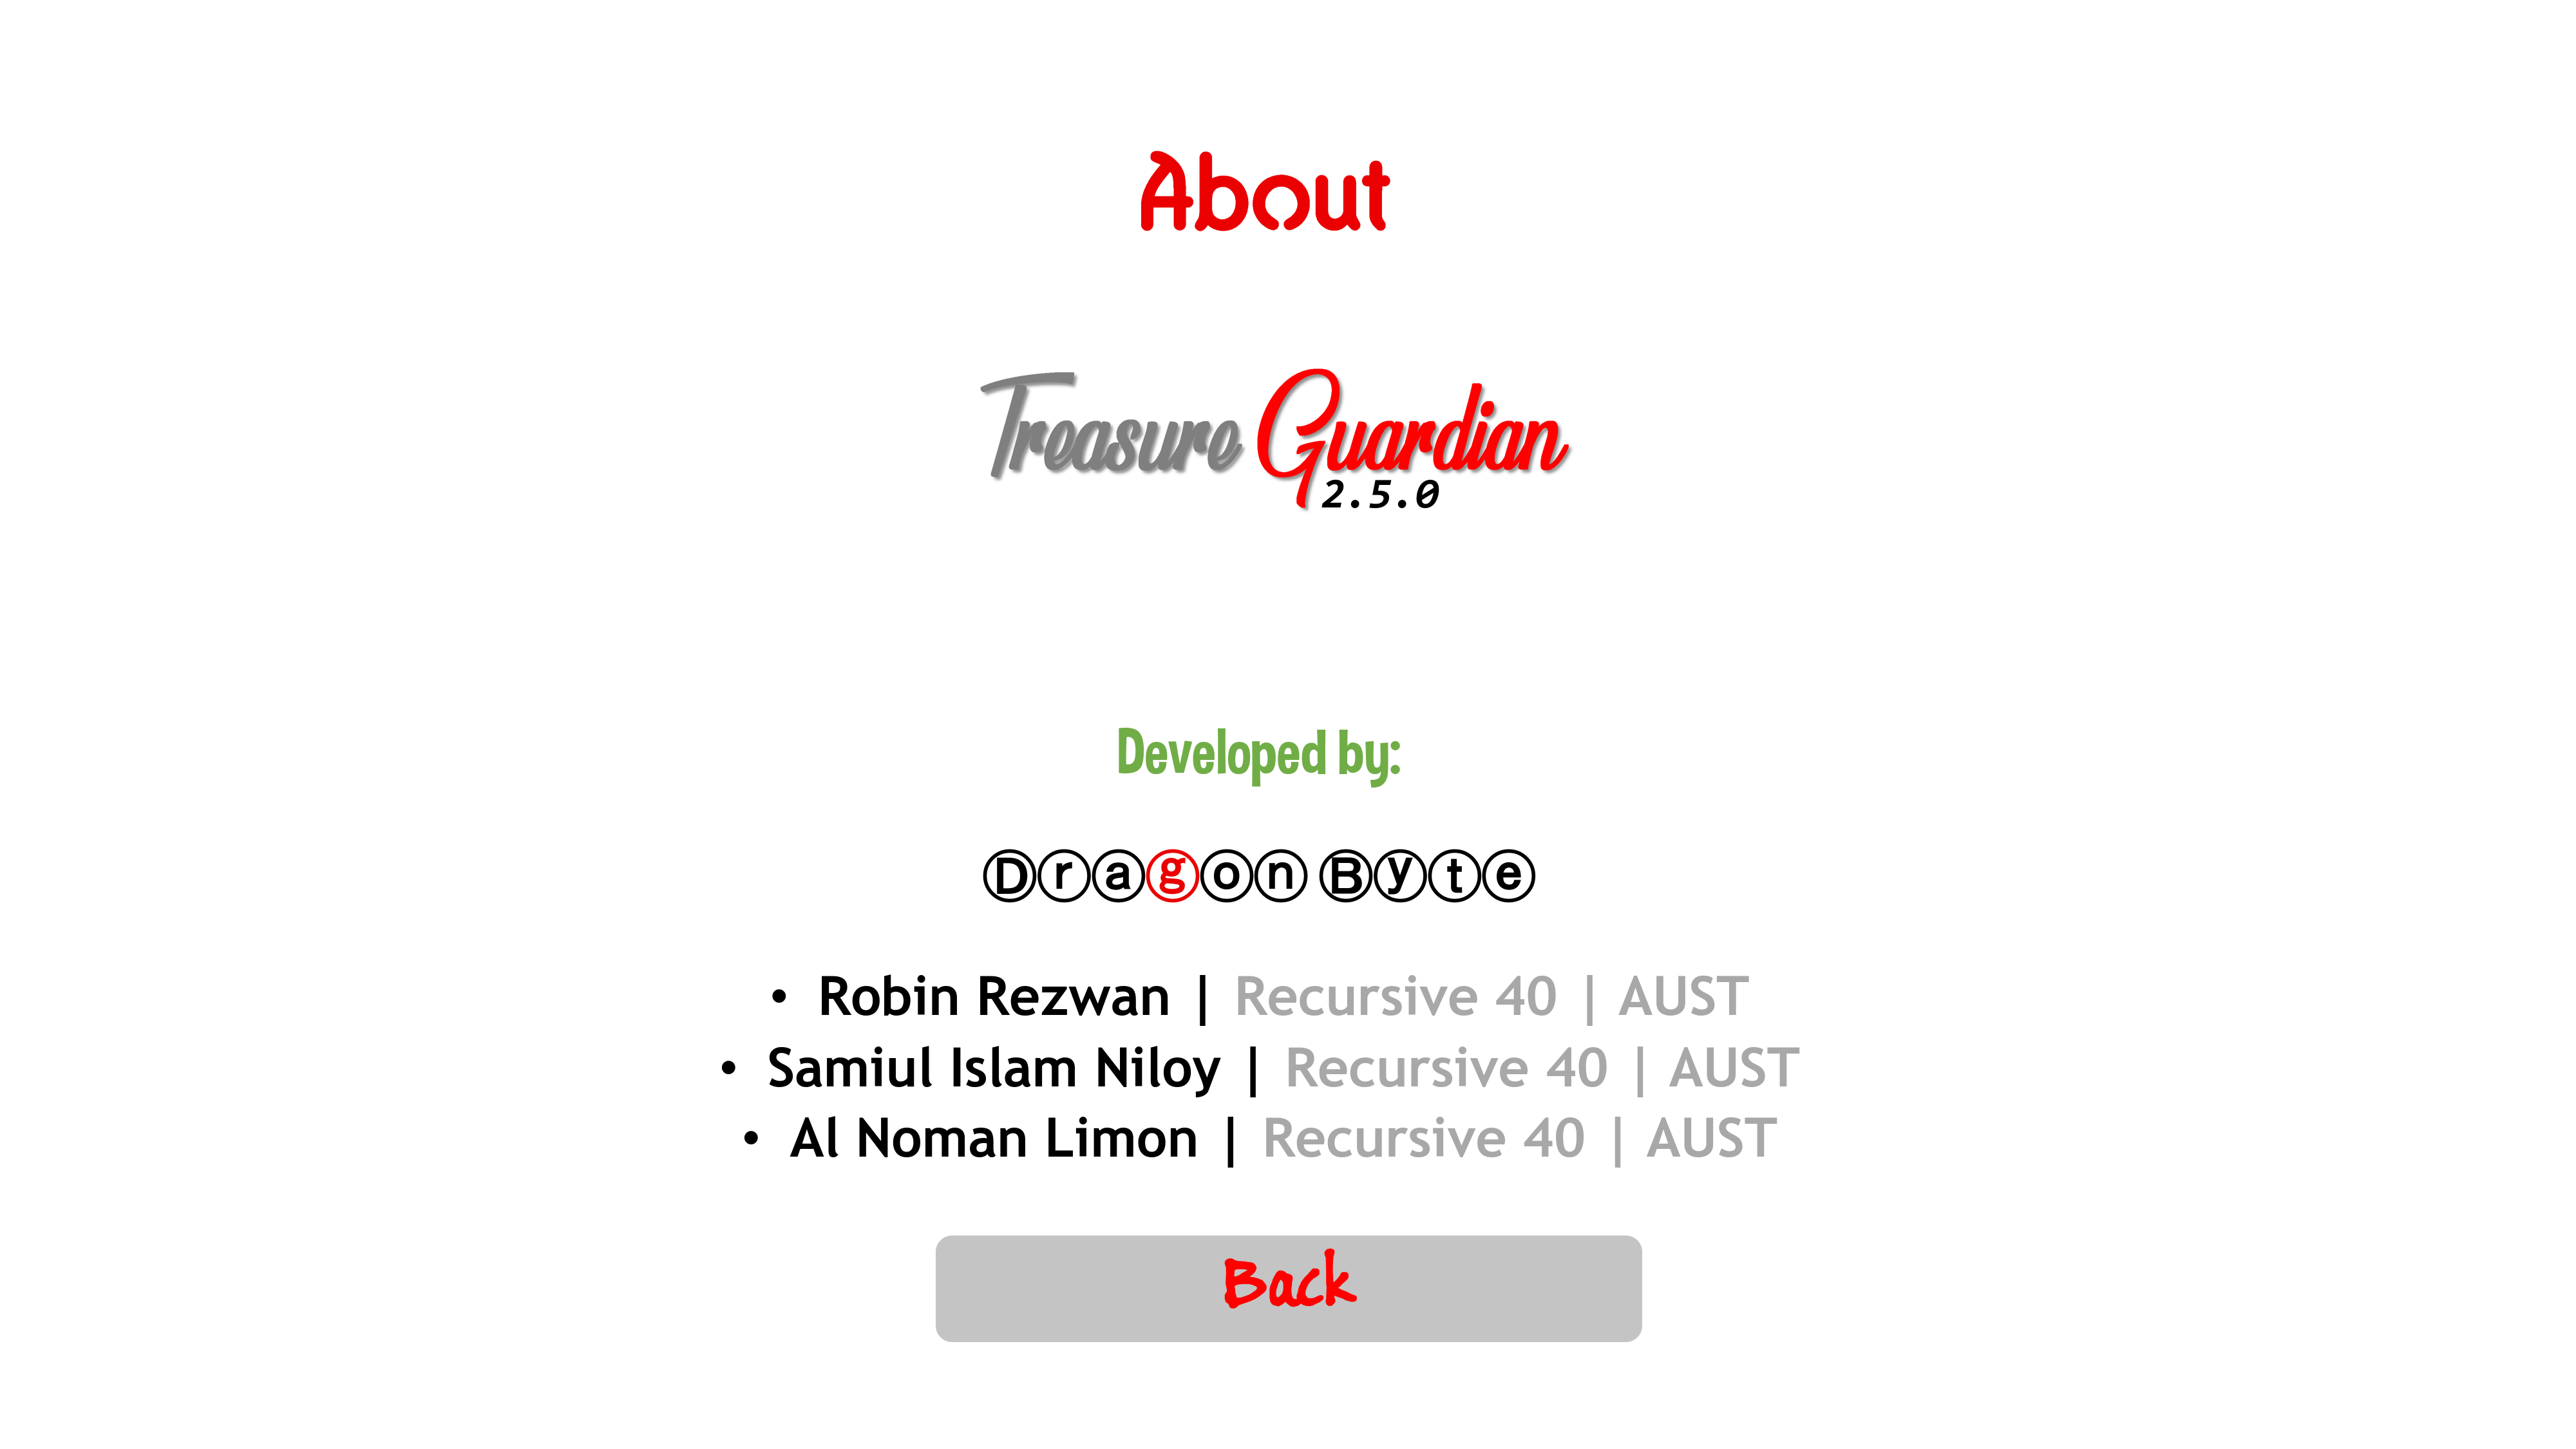 About
Treasure Guardian
2.5.0
Developed by:
Ⓓⓡⓐⓖⓞⓝ Ⓑⓨⓣⓔ
• Robin Rezwan | Recursive 40 | AUST
• Samiul Islam Niloy | Recursive 40 | AUST
• Al Noman Limon | Recursive 40 | AUST
Back